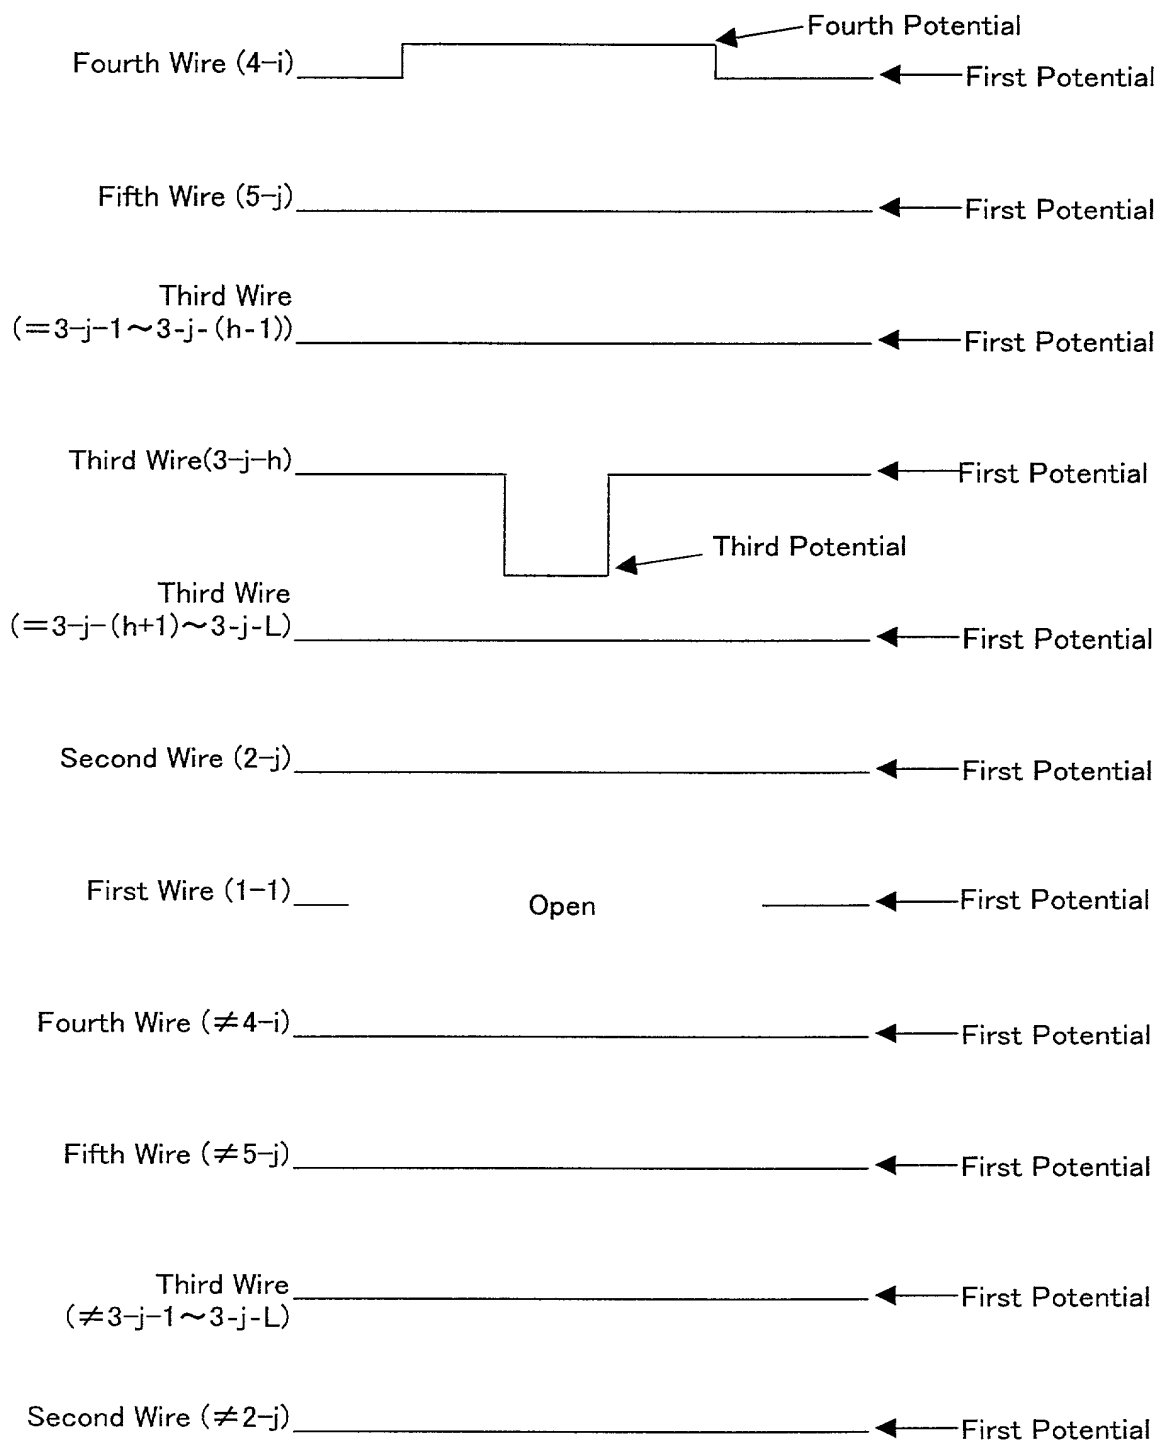 Fourth Potential
Fourth Wire (4-i)
First Potential
Fifth Wire (5-j)
First Potential
Third Wire
(=3-j-1~3-j-(h-1))
First Potential
Third Wire(3-j-h)
First Potential
Third Potential
Third Wire
(=3-j-(h+1)~3-j-L)
First Potential
Second Wire (2-j)
First Potential
First Wire (1-1)
Open
First Potential
Fourth Wire (≠4-i)
First Potential
Fifth Wire (≠5-j)
First Potential
Third Wire
(≠3-j-1~3-j-L)
First Potential
Second Wire (≠2-j)
First Potential